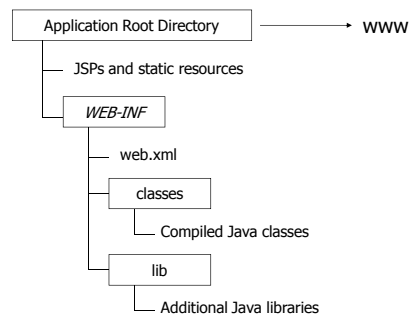 Application Root Directory
www
JSPs and static resources
WEB-INF
web.xml
classes
Compiled Java classes
lib
Additional Java libraries